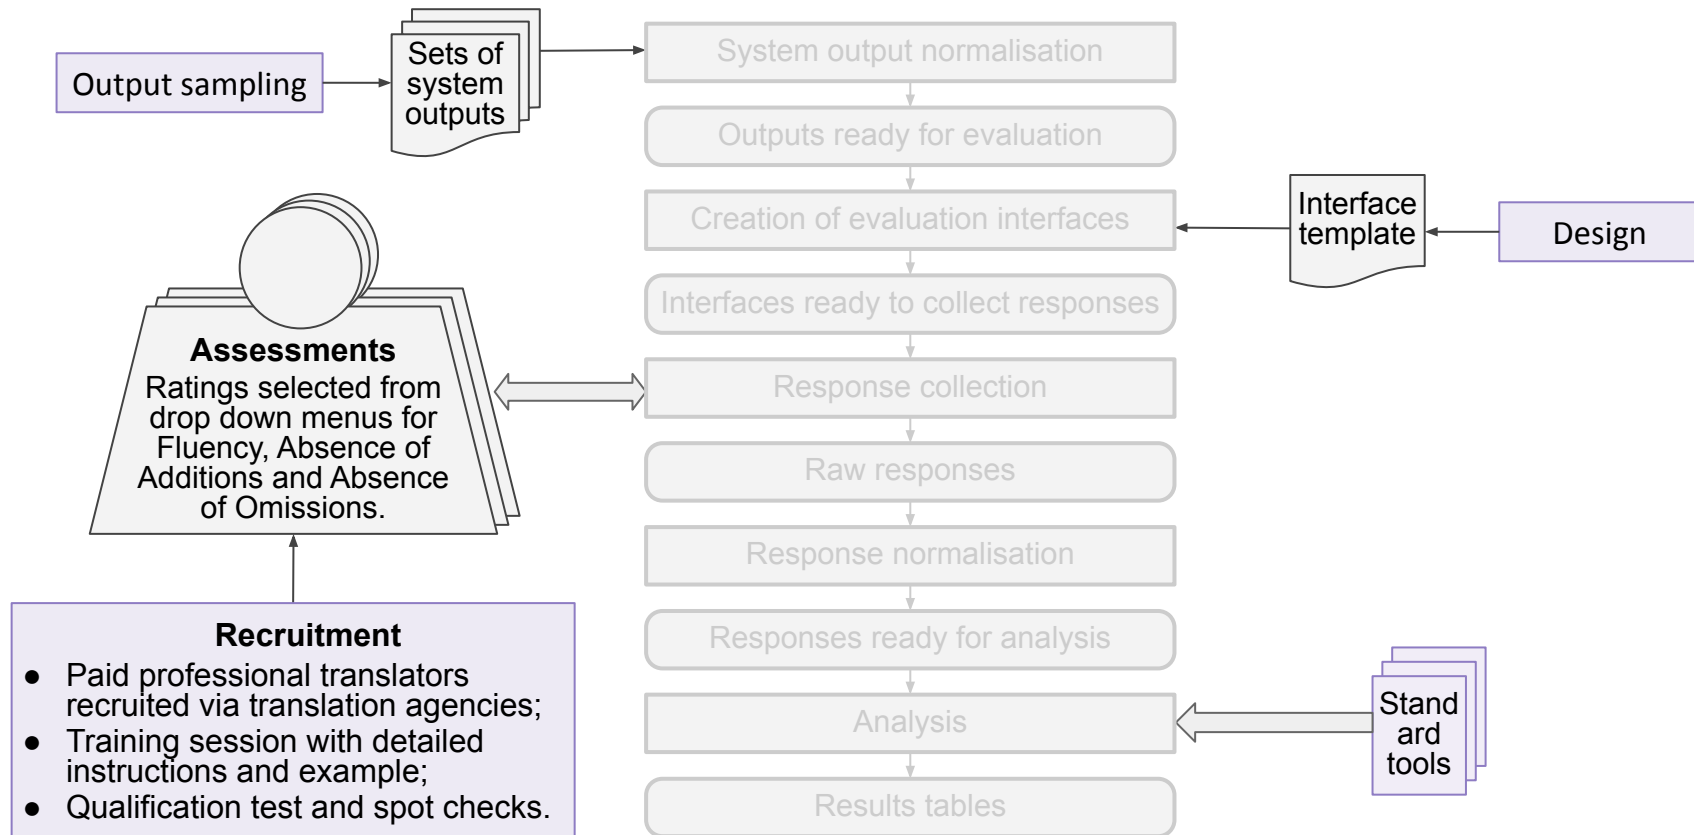 Output sampling
Sets of
system
outputs
System output normalisation
Outputs ready for evaluation
Creation of evaluation interfaces
Interface
template
Design
Interfaces ready to collect responses
Assessments
Ratings selected from
drop down menus for
Fluency, Absence of
Additions and Absence
of Omissions.
Response collection
Raw responses
Response normalisation
Recruitment
● Paid professional translators
recruited via translation agencies;
● Training session with detailed
instructions and example;
● Qualification test and spot checks.
Responses ready for analysis
Analysis
Stand
ard
tools
Results tables